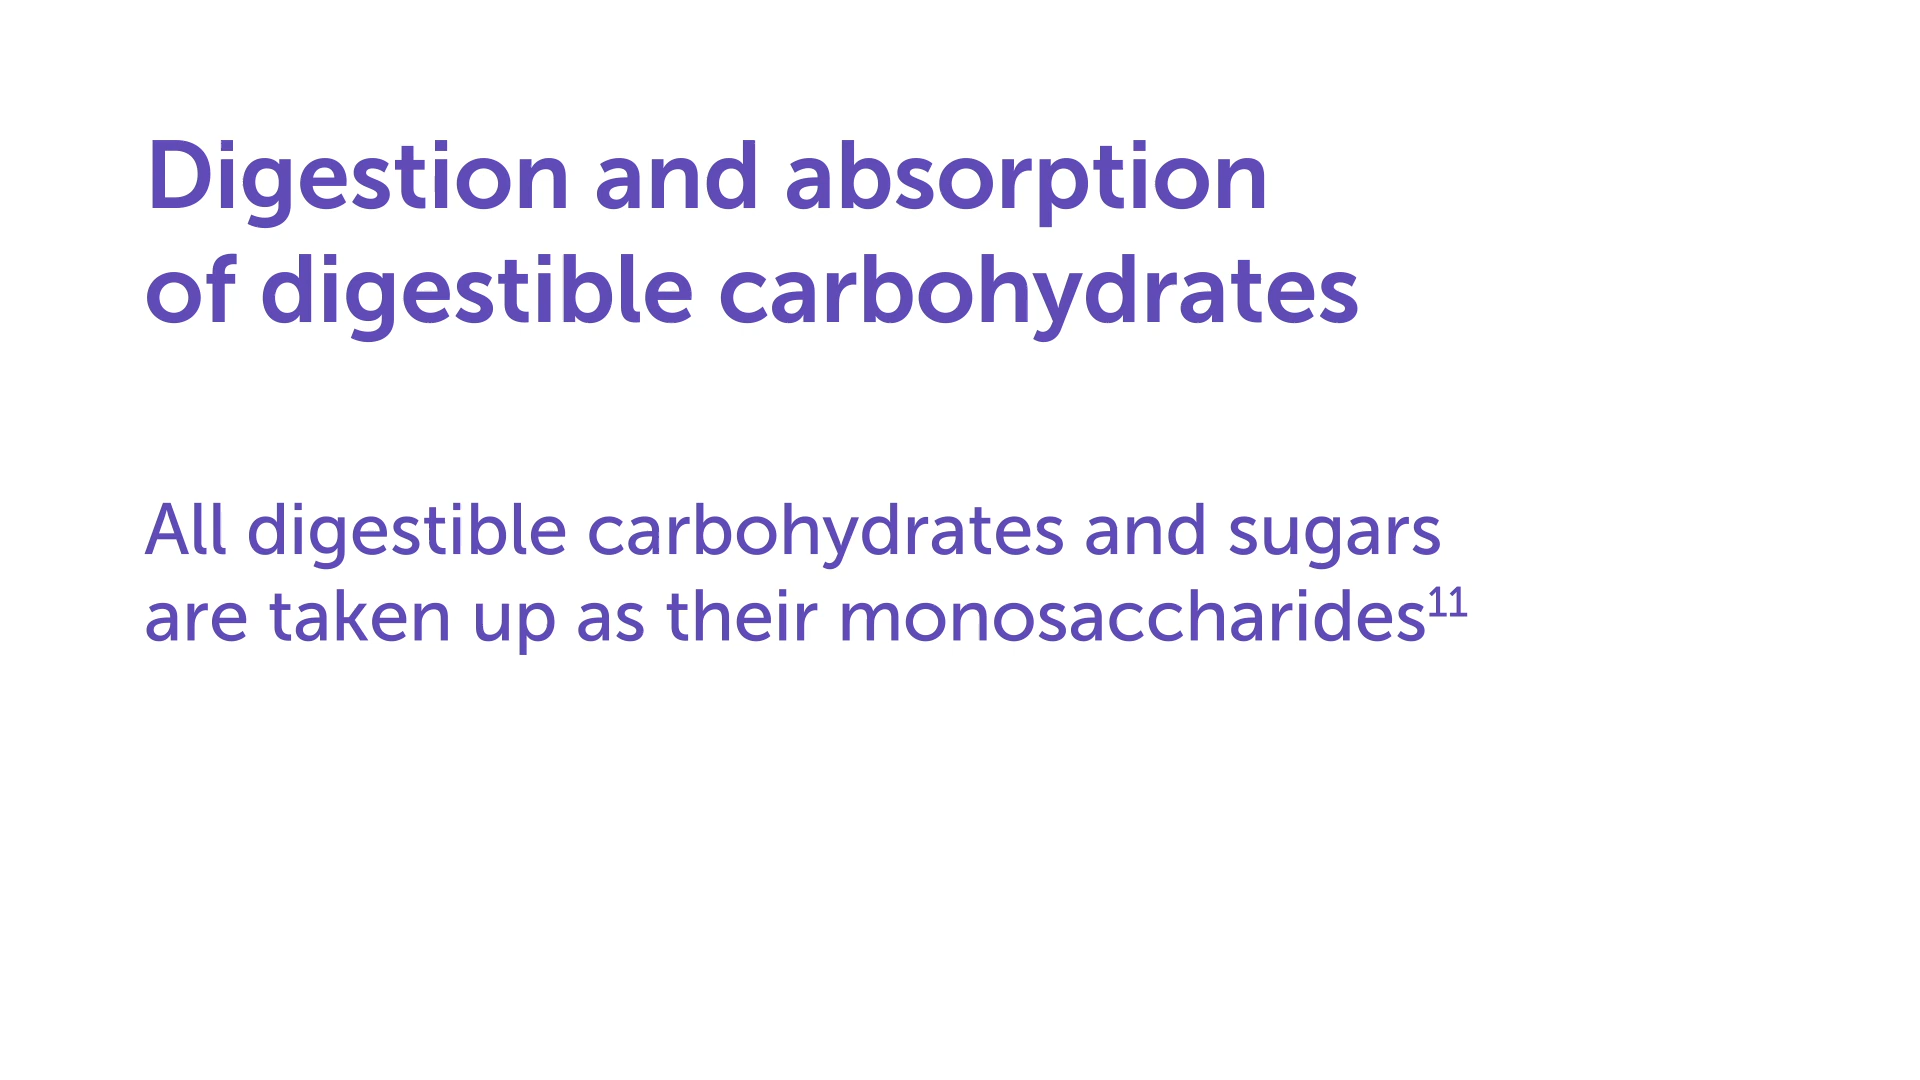 Digestion and absorption
of digestible carbohydrates
All digestible carbohydrates and sugars
are taken up as their monosaccharides¹¹